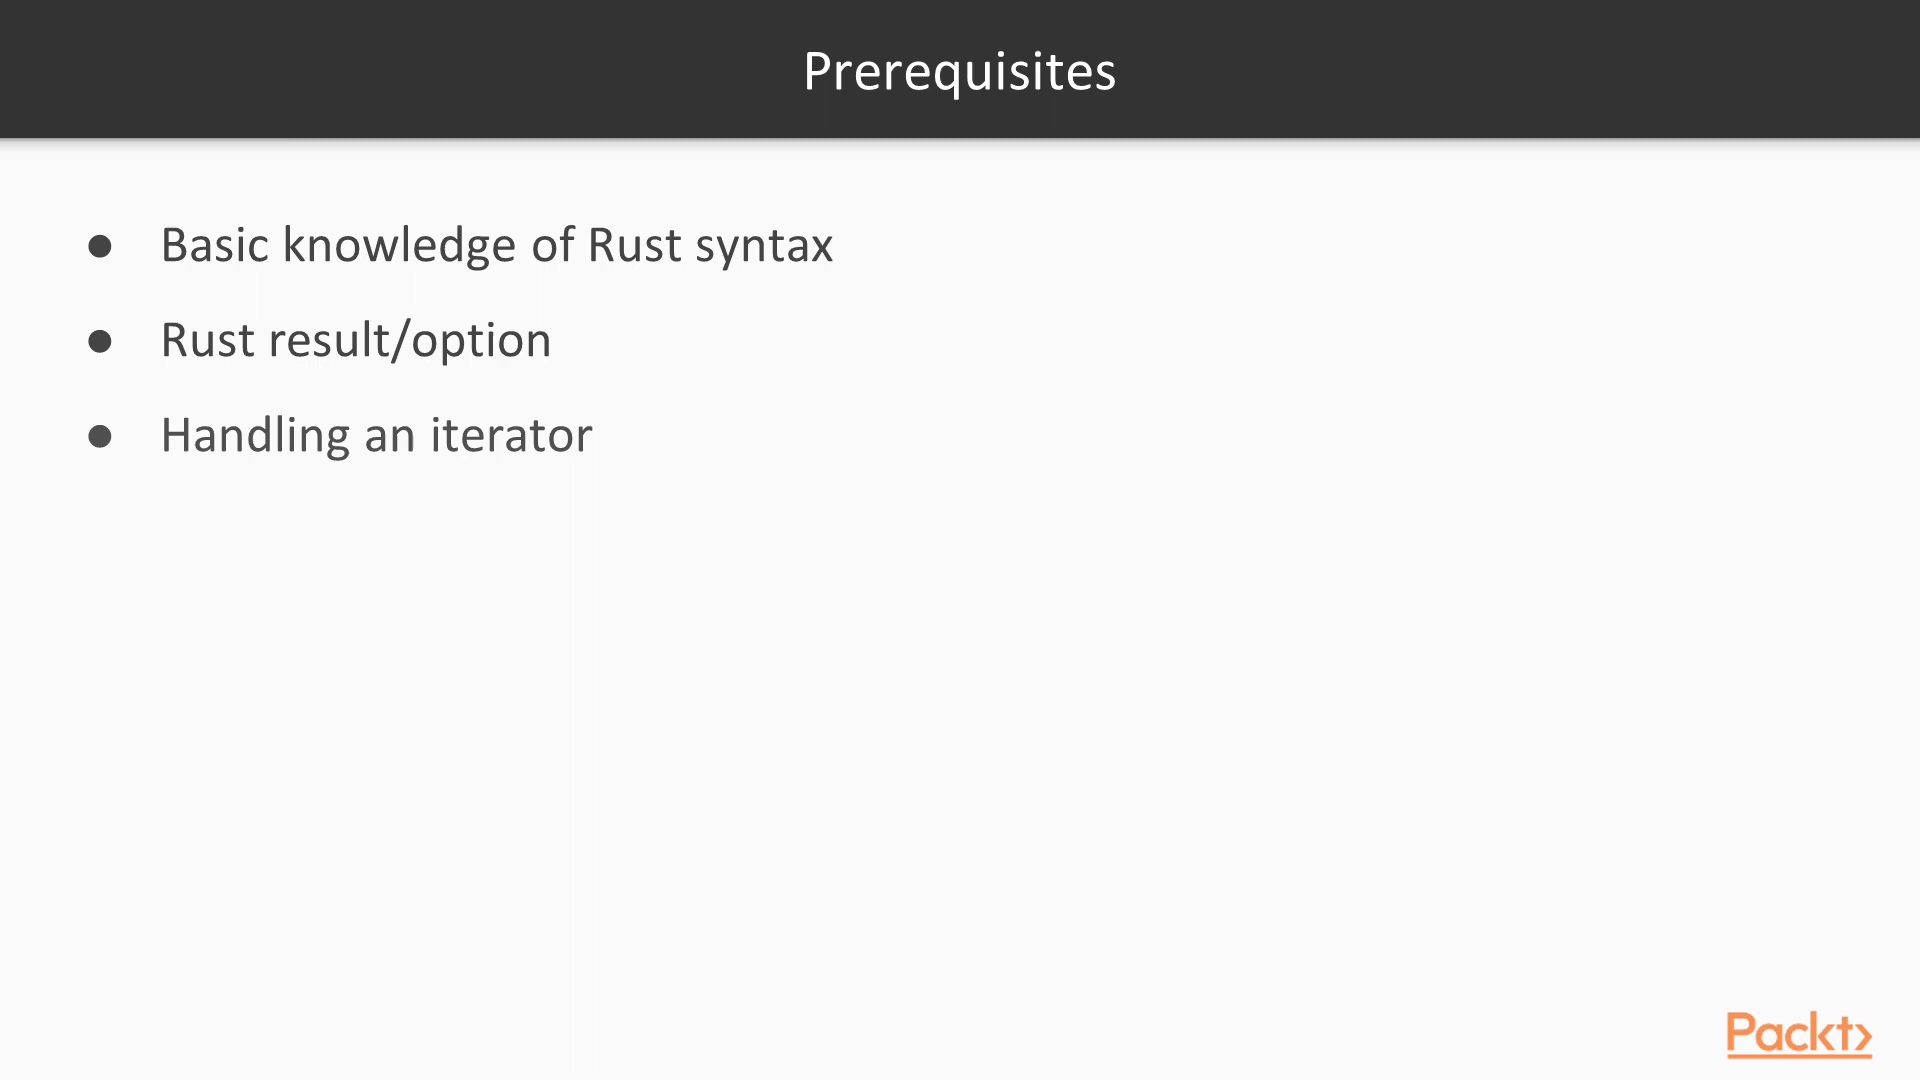 Prerequisites
● Basic knowledge of Rust syntax
● Rust result/option
● Handling an iterator
Packt>